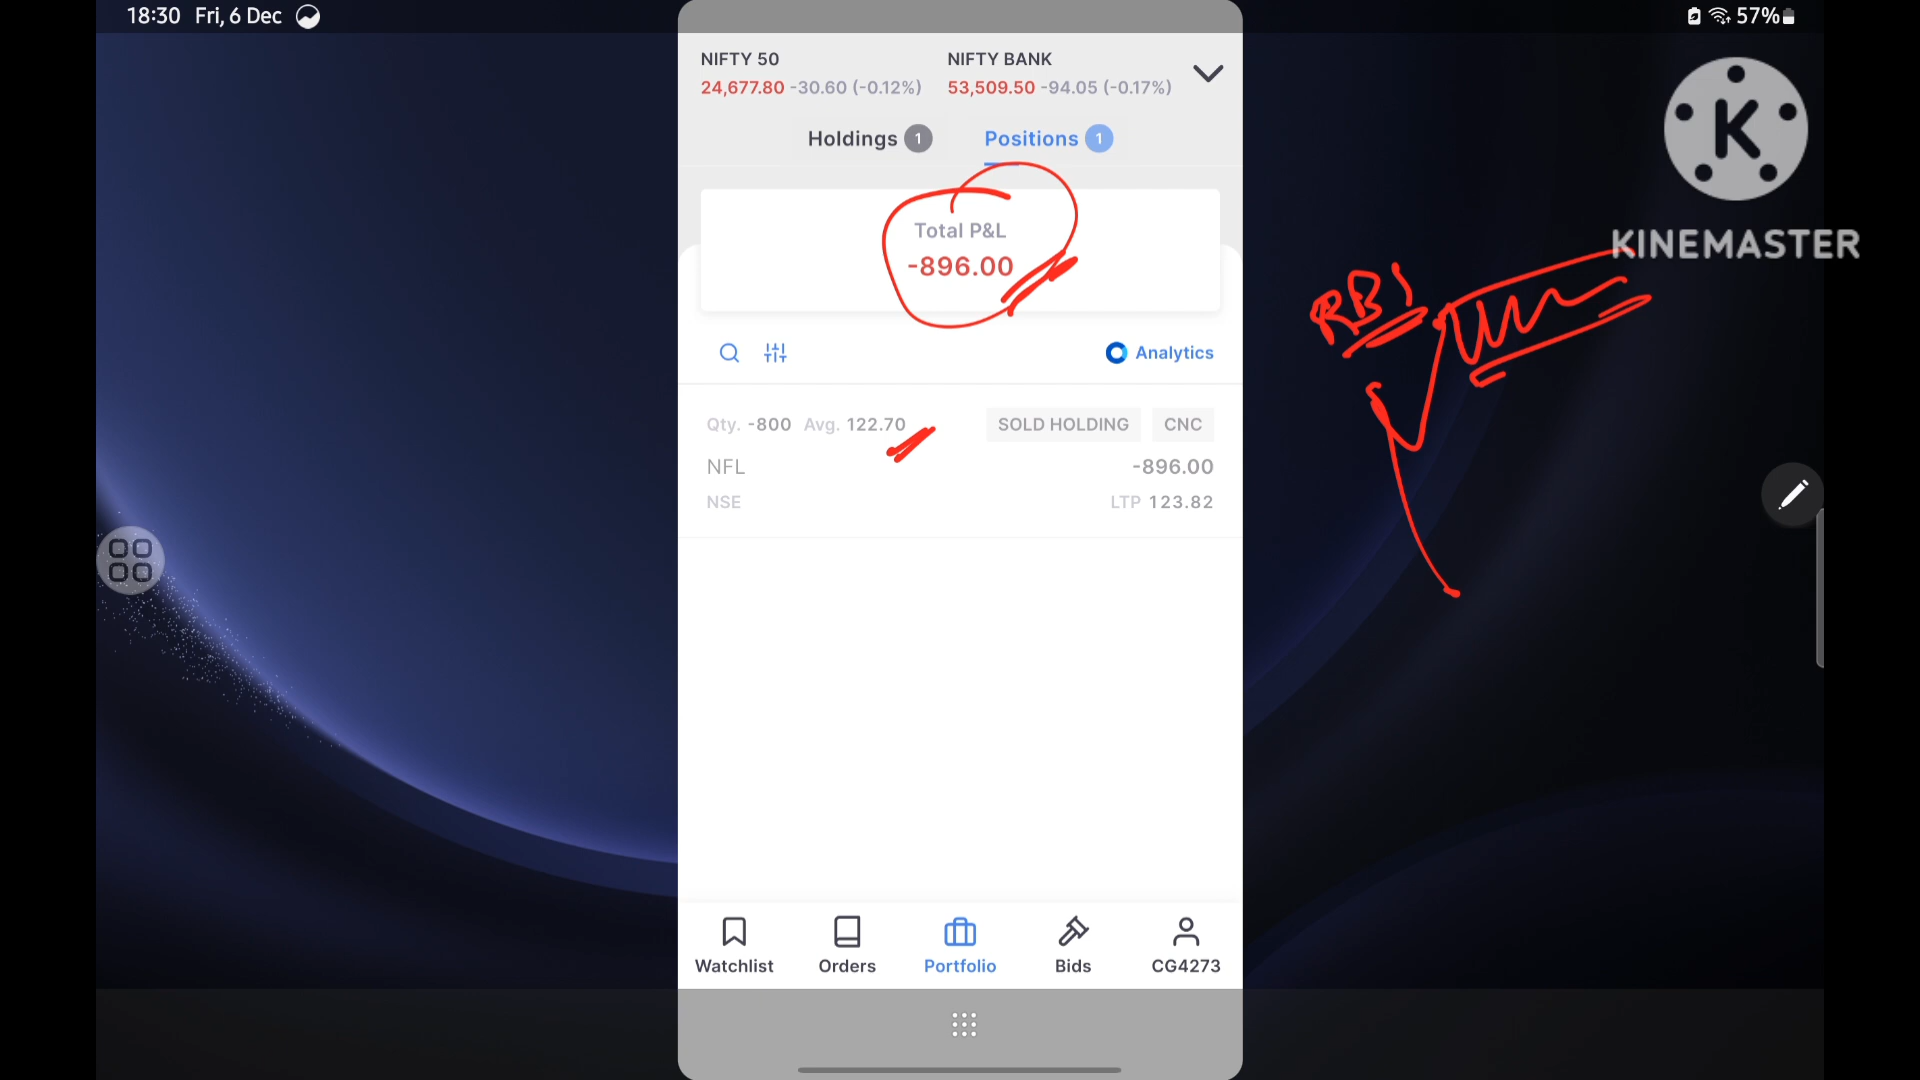 18:30 Fri, 6 Dec
57%
NIFTY 50
24,677.80 -30.60 (-0.12%)
NIFTY BANK
53,509.50 -94.05 (-0.17%)
Holdings 1
Positions 1
Total P&L
-896.00
Analytics
Qty. -800 Avg. 122.70
SOLD HOLDING
CNC
NFL
-896.00
NSE
LTP 123.82
Watchlist
Orders
Portfolio
Bids
CG4273
K
KINEMASTER
RBI